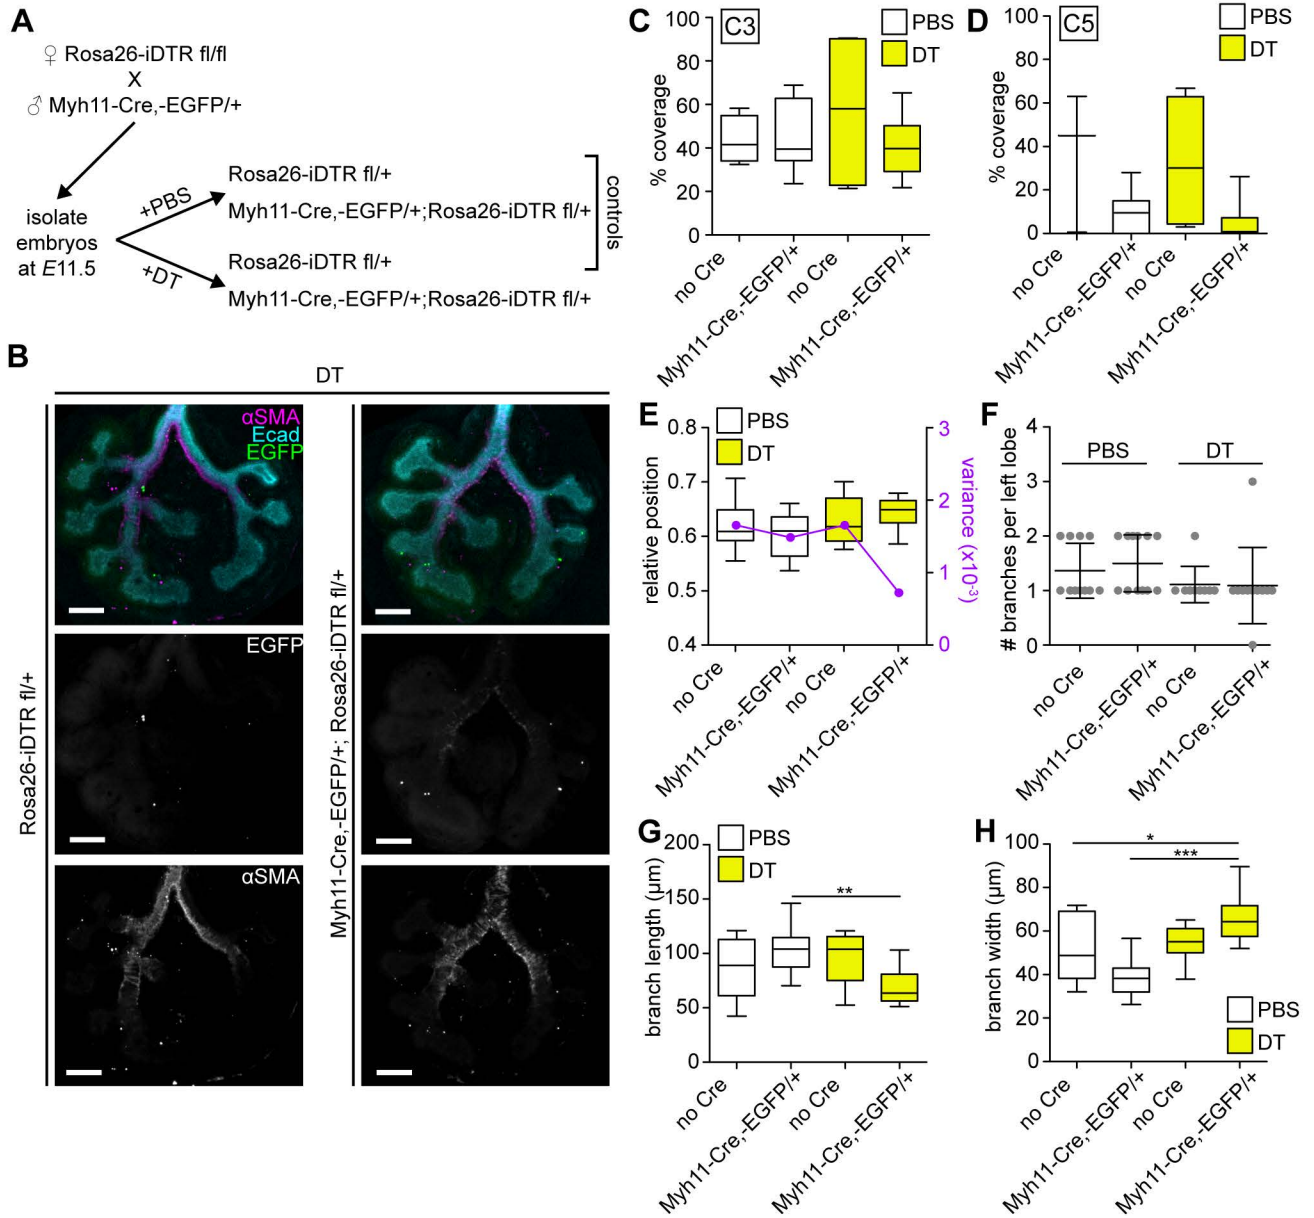 A
♀ Rosa26-iDTR fl/fl
X
♂ Myh11-Cre,-EGFP/+
isolate
embryos
at E11.5
+PBS
+DT
Rosa26-iDTR fl/+
Myh11-Cre,-EGFP/+;Rosa26-iDTR fl/+
Rosa26-iDTR fl/+
Myh11-Cre,-EGFP/+;Rosa26-iDTR fl/+
controls
B
DT
Rosa26-iDTR fl/+
Myh11-Cre,-EGFP/+; Rosa26-iDTR fl/+
αSMA
Ecad
EGFP
EGFP
αSMA
C
C3
PBS
DT
% coverage
100
80
60
40
20
0
no Cre
Myh11-Cre,-EGFP/+
no Cre
Myh11-Cre,-EGFP/+
D
C5
PBS
DT
% coverage
100
80
60
40
20
0
no Cre
Myh11-Cre,-EGFP/+
no Cre
Myh11-Cre,-EGFP/+
E
PBS
DT
relative position
0.8
0.7
0.6
0.5
0.4
variance (x10-3)
3
2
1
0
no Cre
Myh11-Cre,-EGFP/+
no Cre
Myh11-Cre,-EGFP/+
F
PBS
DT
# branches per left lobe
4
3
2
1
0
no Cre
Myh11-Cre,-EGFP/+
no Cre
Myh11-Cre,-EGFP/+
G
PBS
DT
branch length (μm)
200
150
100
50
0
**
no Cre
Myh11-Cre,-EGFP/+
no Cre
Myh11-Cre,-EGFP/+
H
branch width (μm)
100
80
60
40
20
0
*
***
PBS
DT
no Cre
Myh11-Cre,-EGFP/+
no Cre
Myh11-Cre,-EGFP/+